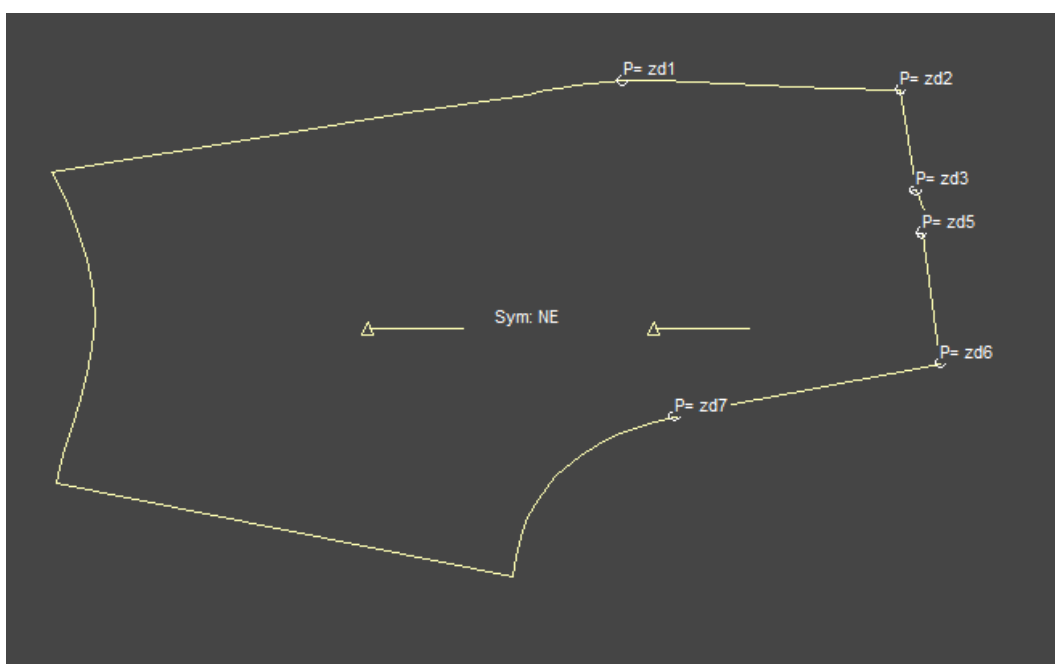 P= zd1
P= zd2
P= zd3
P= zd5
Sym: NE
P= zd6
P= zd7